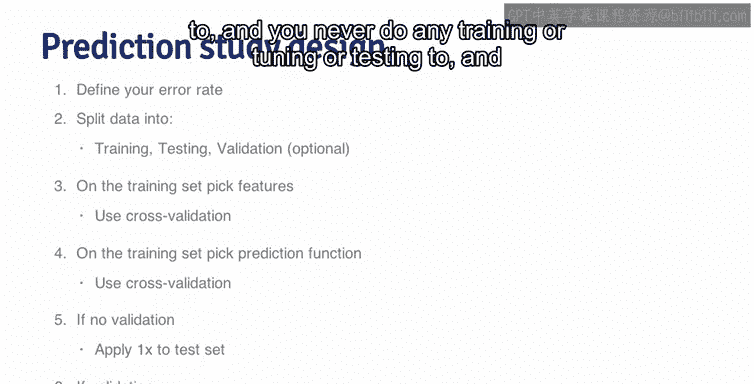 to, and you never do any training or
tuning or testing to, and
Prediction study design
1. Define your error rate
2. Split data into:
· Training, Testing, Validation (optional)
3. On the training set pick features
· Use cross-validation
4. On the training set pick prediction function
· Use cross-validation
5. If no validation
· Apply 1x to test set